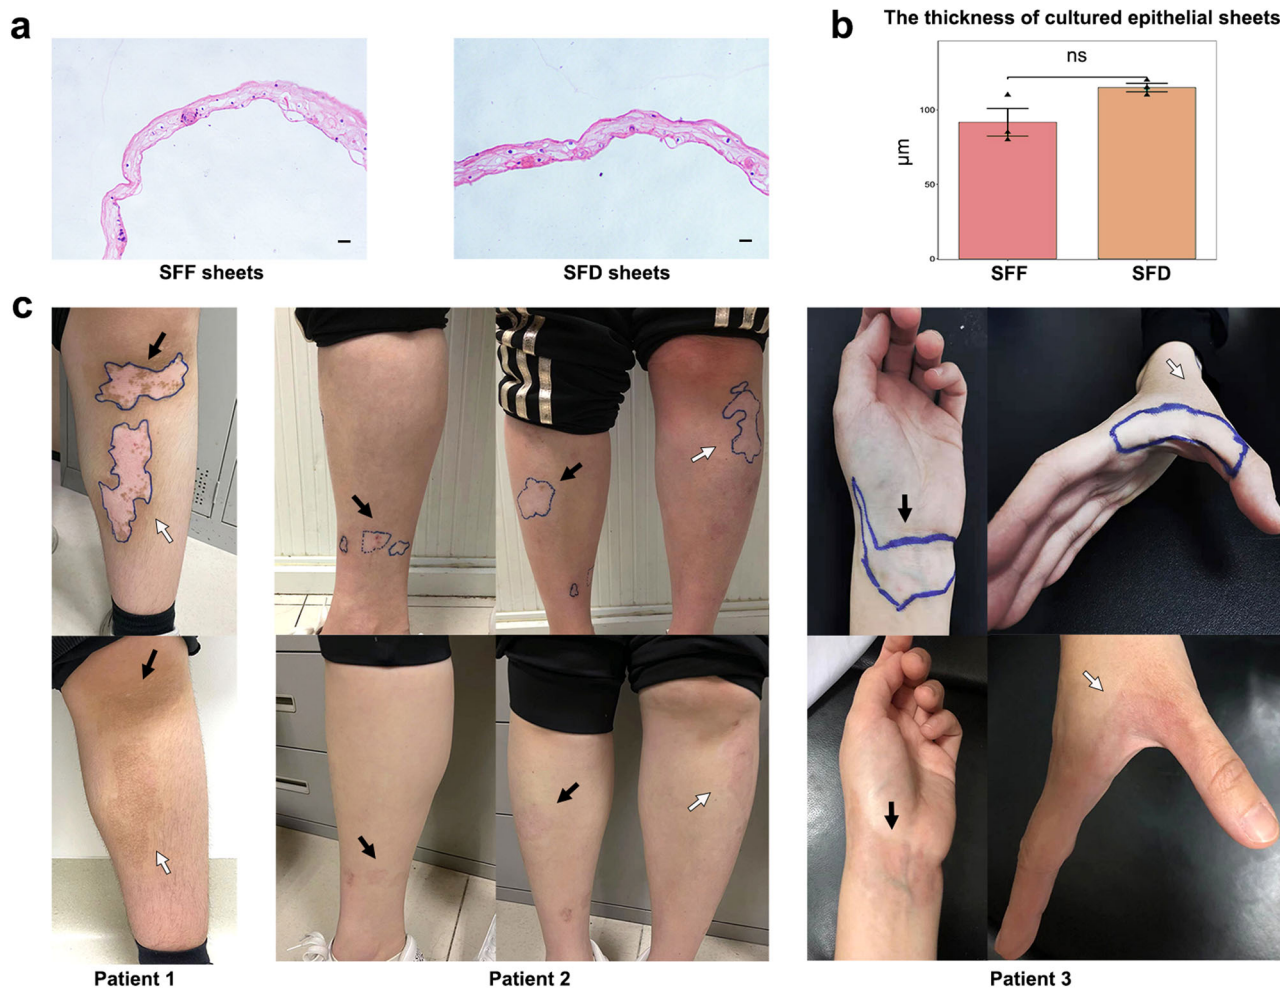 a
SFF sheets
SFD sheets
b
The thickness of cultured epithelial sheets
ns
100
50
0
µm
SFF
SFD
c
Patient 1
Patient 2
Patient 3